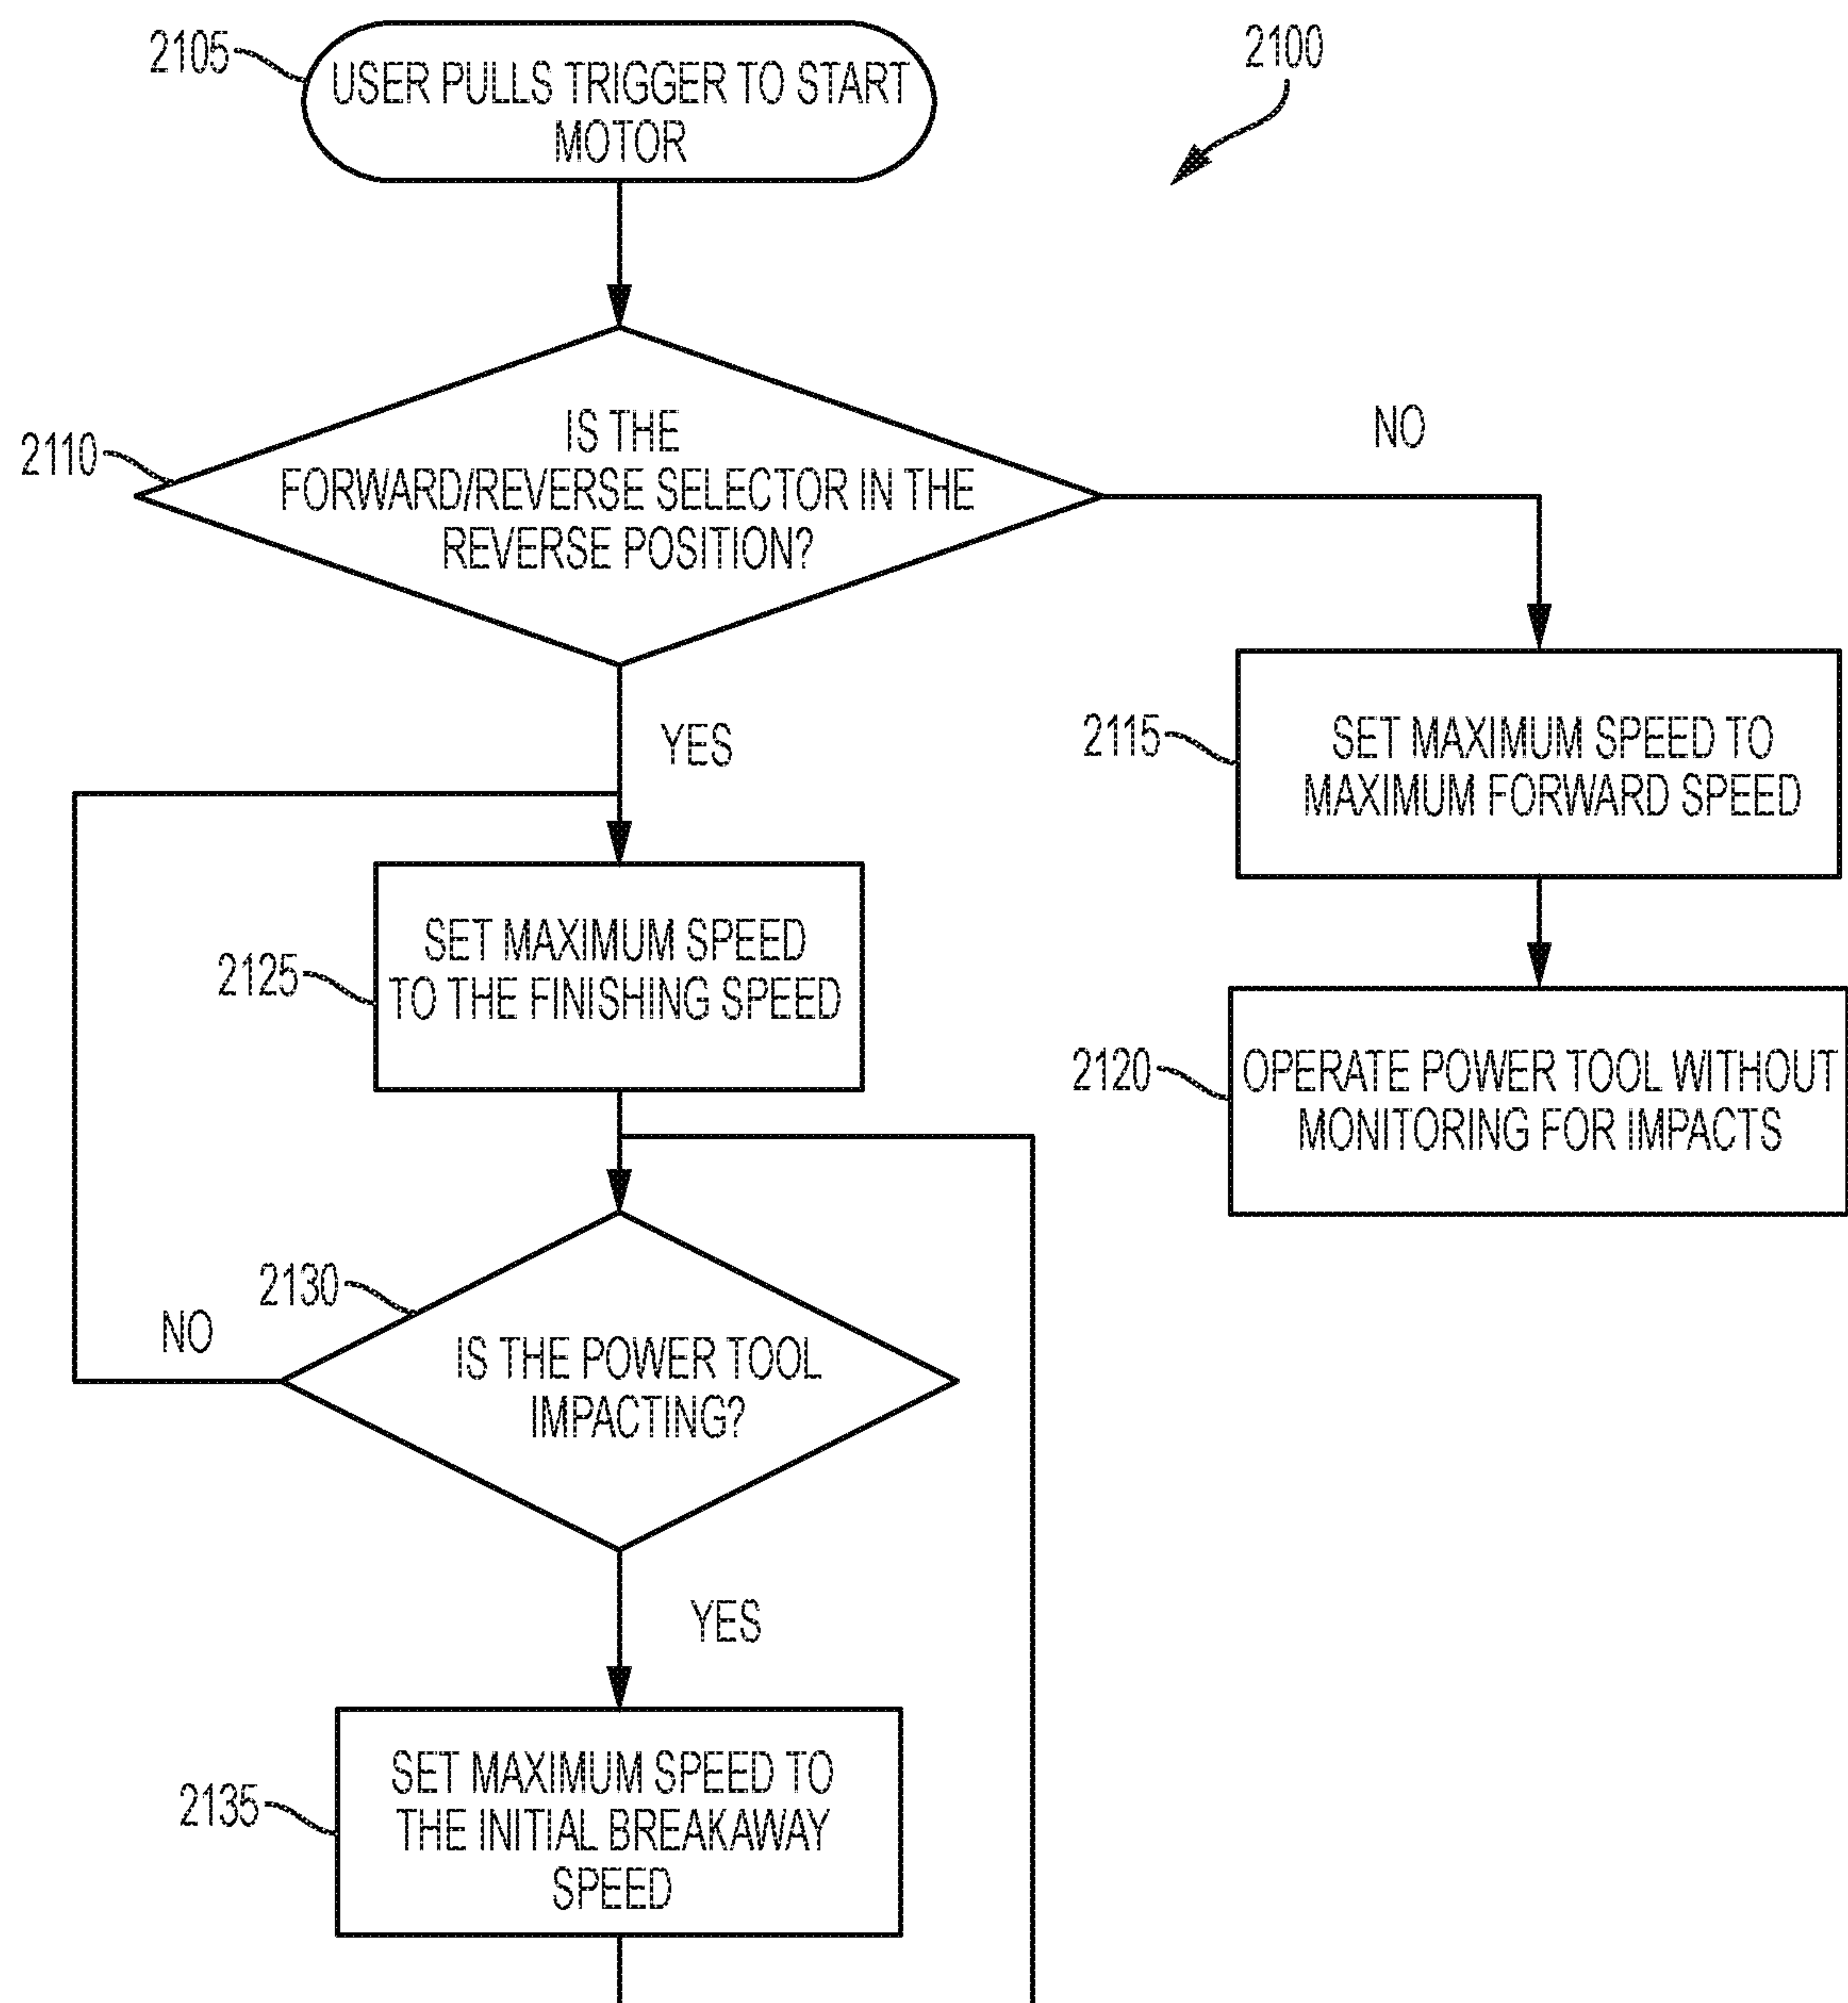 2105
USER PULLS TRIGGER TO START
MOTOR
2100
2110
IS THE
FORWARD/REVERSE SELECTOR IN THE
REVERSE POSITION?
NO
YES
2115
SET MAXIMUM SPEED TO
MAXIMUM FORWARD SPEED
2125
SET MAXIMUM SPEED
TO THE FINISHING SPEED
2120
OPERATE POWER TOOL WITHOUT
MONITORING FOR IMPACTS
2130
NO
IS THE POWER TOOL
IMPACTING?
YES
2135
SET MAXIMUM SPEED TO
THE INITIAL BREAKAWAY
SPEED